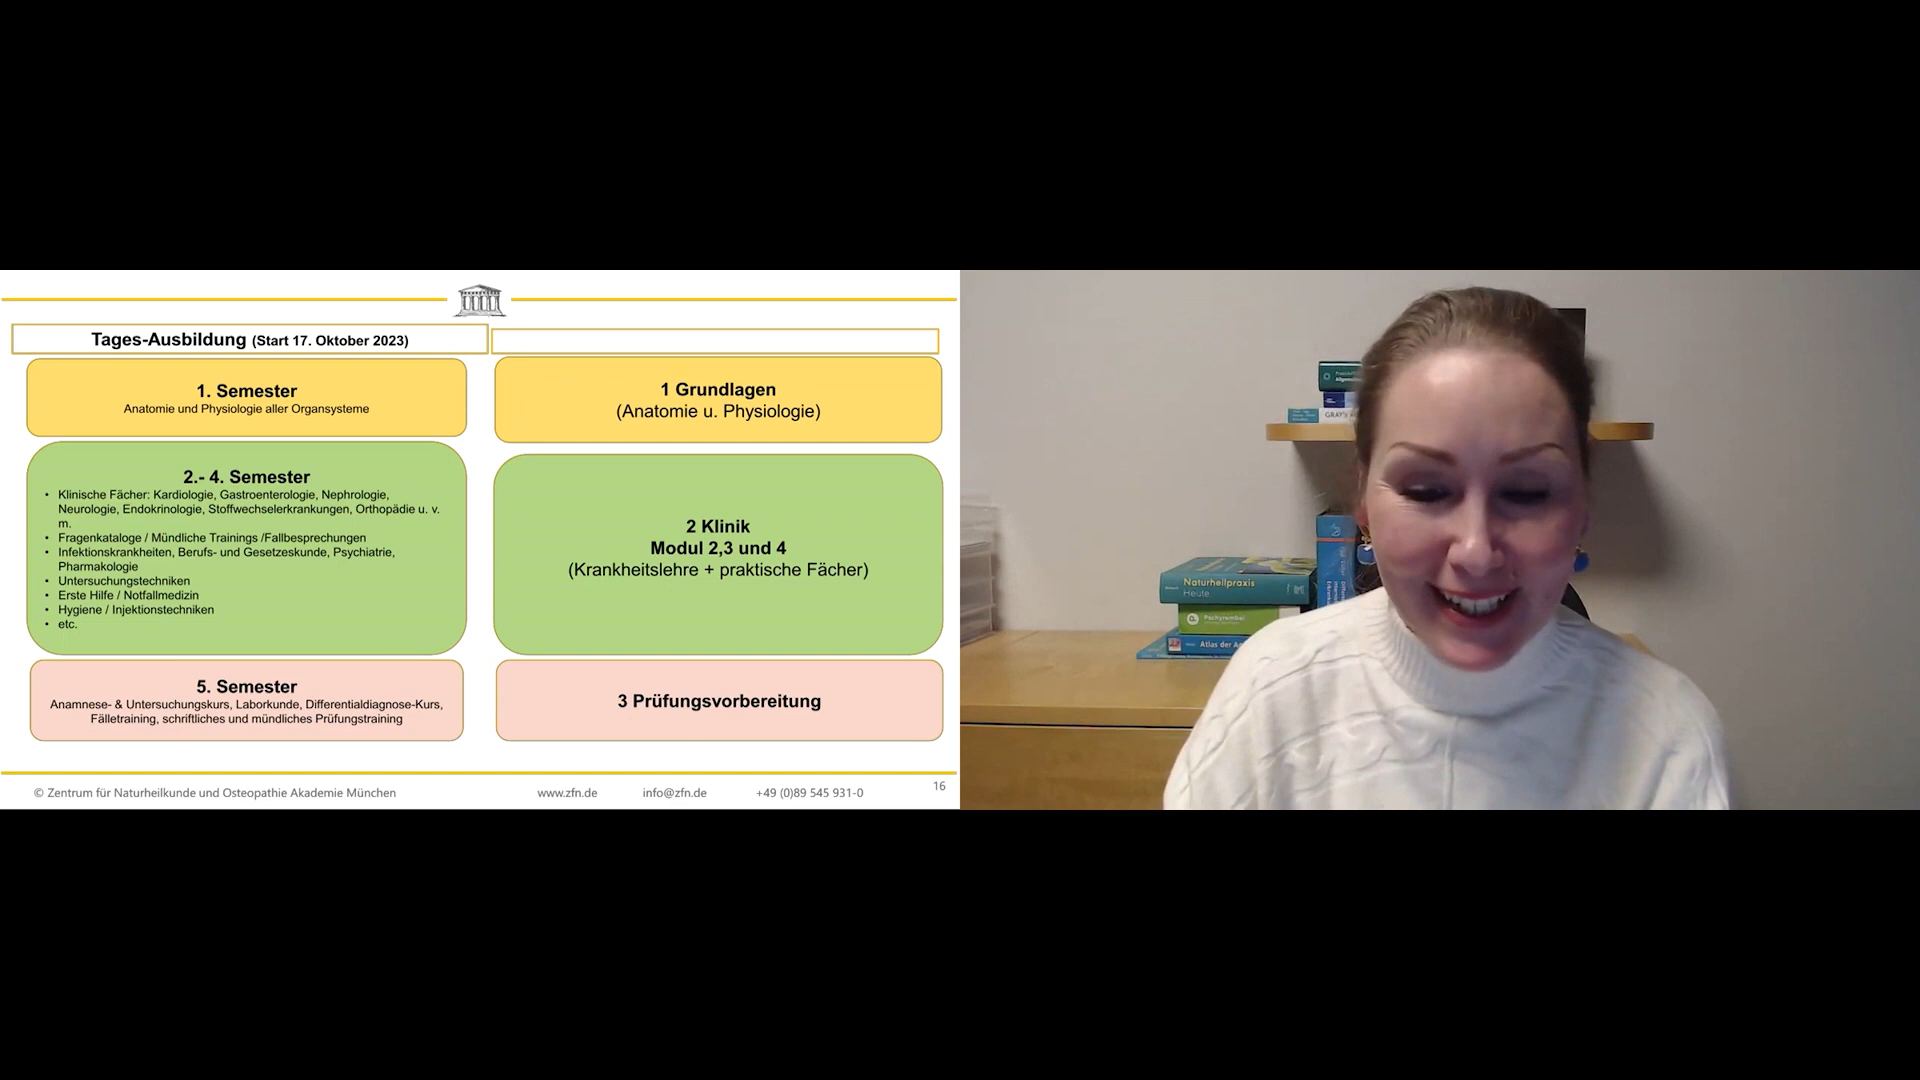 Tages-Ausbildung (Start 17. Oktober 2023)
1. Semester
Anatomie und Physiologie aller Organsysteme
2.- 4. Semester
• Klinische Fächer: Kardiologie, Gastroenterologie, Nephrologie,
Neurologie, Endokrinologie, Stoffwechselerkrankungen, Orthopädie u. v.
m.
• Fragenkataloge / Mündliche Trainings /Fallbesprechungen
• Infektionskrankheiten, Berufs- und Gesetzeskunde, Psychiatrie,
Pharmakologie
• Untersuchungstechniken
• Erste Hilfe / Notfallmedizin
• Hygiene / Injektionstechniken
• etc.
5. Semester
Anamnese- & Untersuchungskurs, Laborkunde, Differentialdiagnose-Kurs,
Fälletraining, schriftliches und mündliches Prüfungstraining
1 Grundlagen
(Anatomie u. Physiologie)
2 Klinik
Modul 2,3 und 4
(Krankheitslehre + praktische Fächer)
3 Prüfungsvorbereitung
© Zentrum für Naturheilkunde und Osteopathie Akademie München
www.zfn.de
info@zfn.de
+49 (0)89 545 931-0
16
GRAY's
Naturheilpraxis
Heute
Pschyrembel
Atlas der